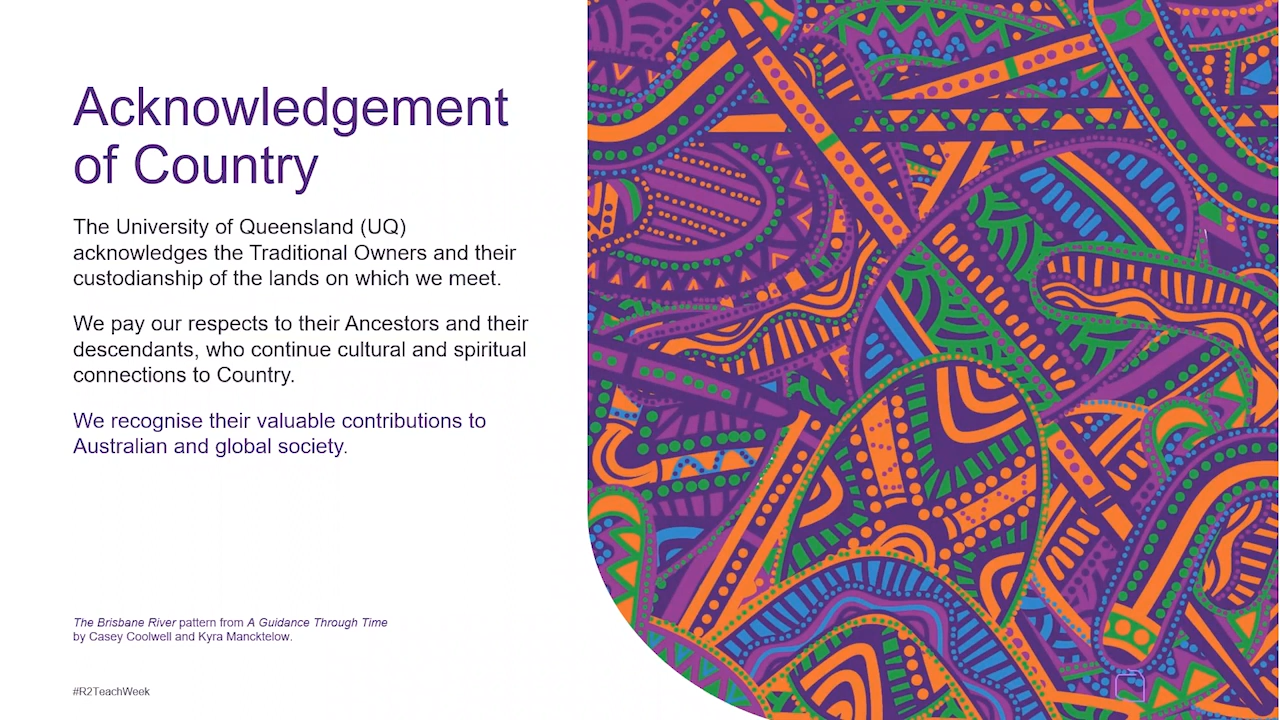 Acknowledgement
of Country
The University of Queensland (UQ)
acknowledges the Traditional Owners and their
custodianship of the lands on which we meet.
We pay our respects to their Ancestors and their
descendants, who continue cultural and spiritual
connections to Country.
We recognise their valuable contributions to
Australian and global society.
The Brisbane River pattern from A Guidance Through Time
by Casey Coolwell and Kyra Mancktelow.
#R2TeachWeek